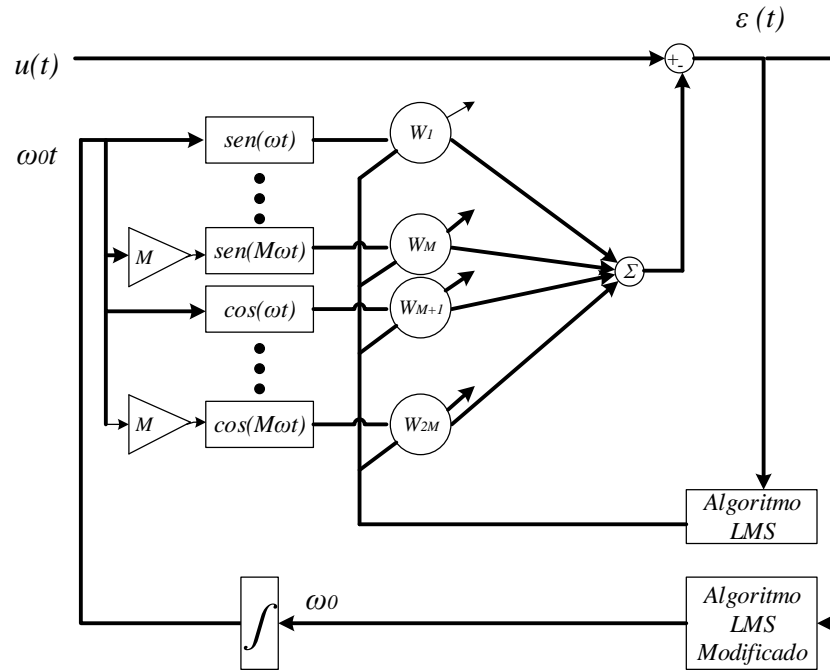 ε (t)
u(t)
+
-
ω0t
sen(ωt)
W1
M
sen(Mωt)
WM
Σ
cos(ωt)
WM+1
M
cos(Mωt)
W2M
Algoritmo
LMS
∫
ω0
Algoritmo
LMS
Modificado